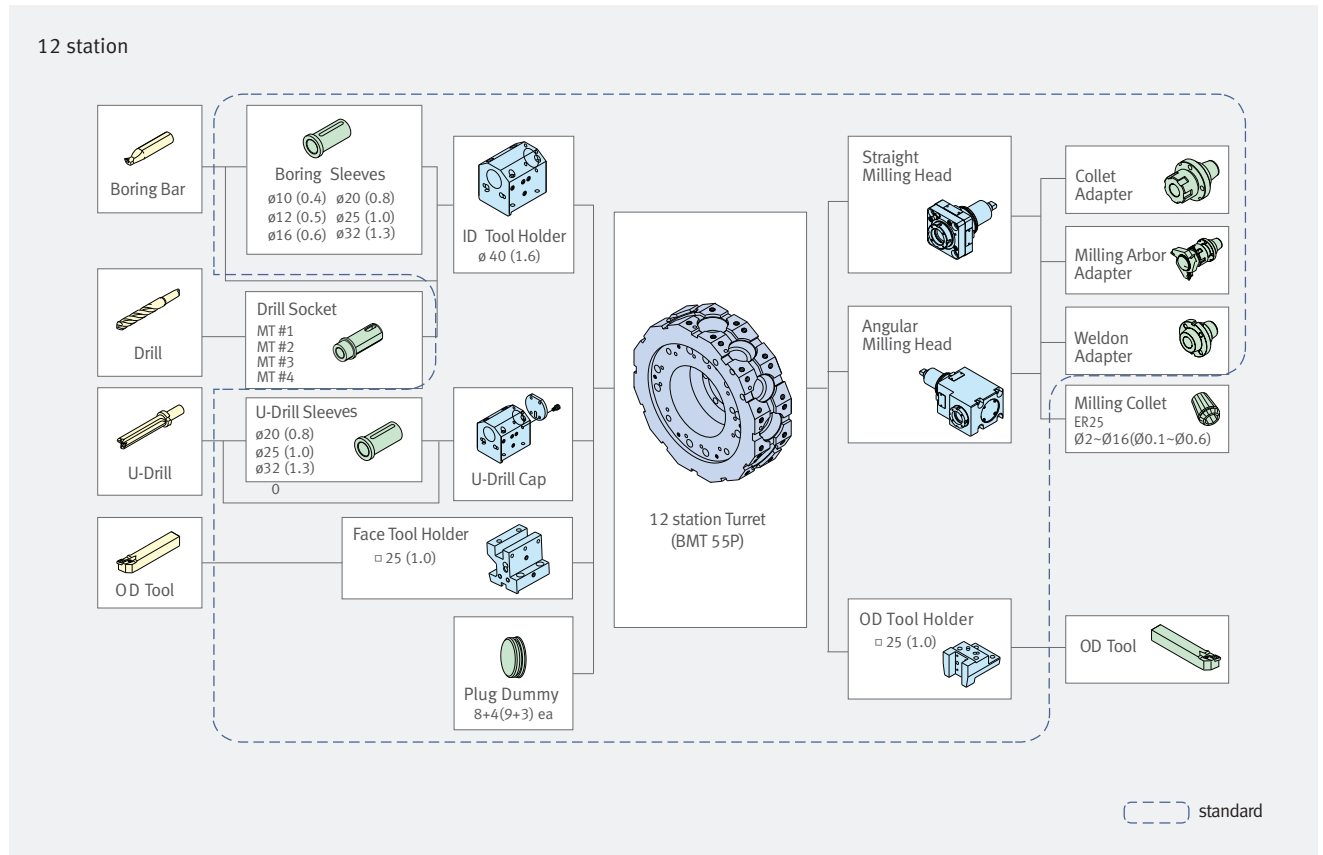 12 station
Boring Bar
Boring Sleeves
ø10 (0.4) ø20 (0.8)
ø12 (0.5) ø25 (1.0)
ø16 (0.6) ø32 (1.3)
ID Tool Holder
ø 40 (1.6)
Drill
Drill Socket
MT #1
MT #2
MT #3
MT #4
U-Drill
U-Drill Sleeves
ø20 (0.8)
ø25 (1.0)
ø32 (1.3)
0
U-Drill Cap
OD Tool
Face Tool Holder
□ 25 (1.0)
Plug Dummy
8+4(9+3) ea
12 station Turret
(BMT 55P)
Straight
Milling Head
Angular
Milling Head
OD Tool Holder
□ 25 (1.0)
Collet
Adapter
Milling Arbor
Adapter
Weldon
Adapter
Milling Collet
ER25
Ø2~Ø16(Ø0.1~Ø0.6)
OD Tool
standard